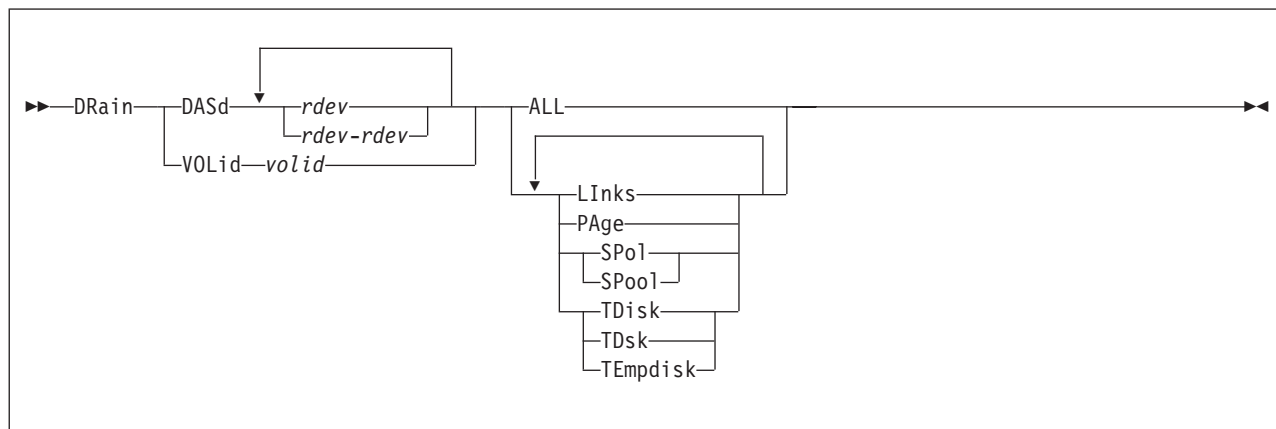 DRain DASd rdev ALL
rdev-rdev
VOLid volid
LInks
PAge
SPol
SPool
TDisk
TDsk
TEmpdisk